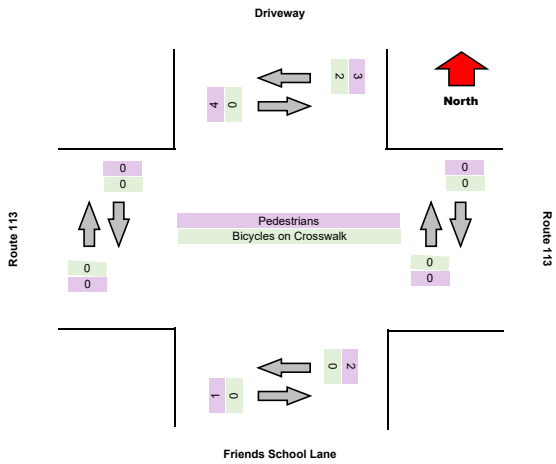 Driveway
2 3
4 0
North
0
0
0
0
Route 113
Pedestrians
Bicycles on Crosswalk
Route 113
0
0
0
0
0 2
1 0
Friends School Lane